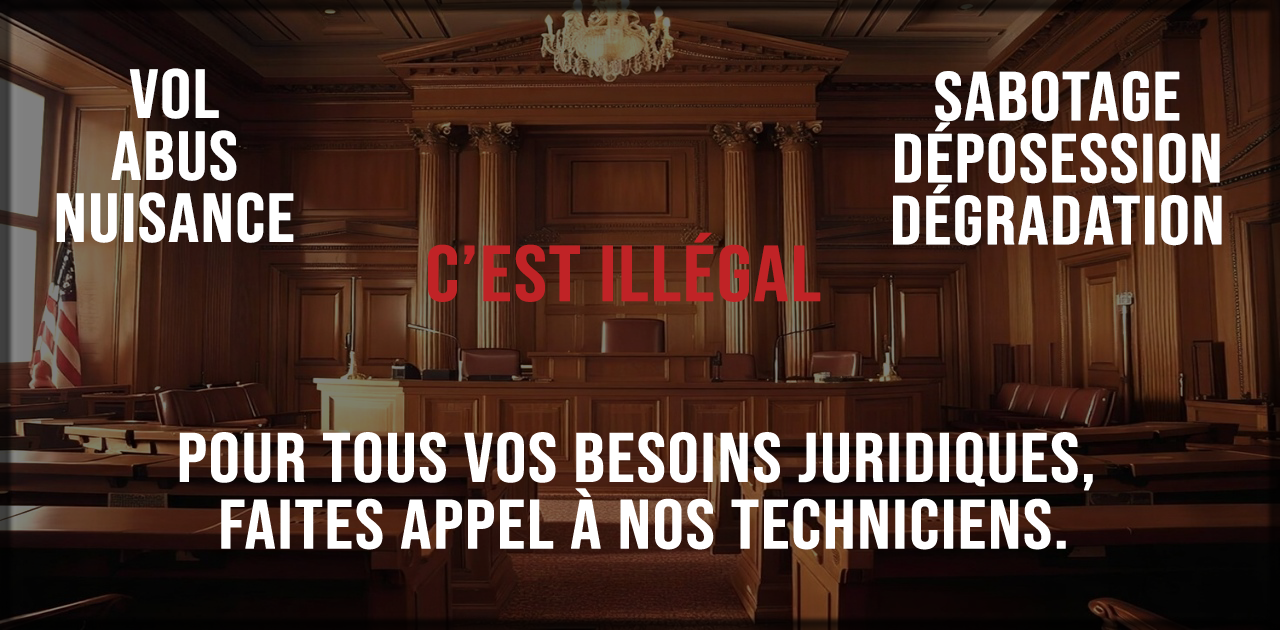 VOL
ABUS
NUISANCE
SABOTAGE
DÉPOSESSION
DÉGRADATION
C'EST ILLÉGAL
POUR TOUS VOS BESOINS JURIDIQUES,
FAITES APPEL À NOS TECHNICIENS.